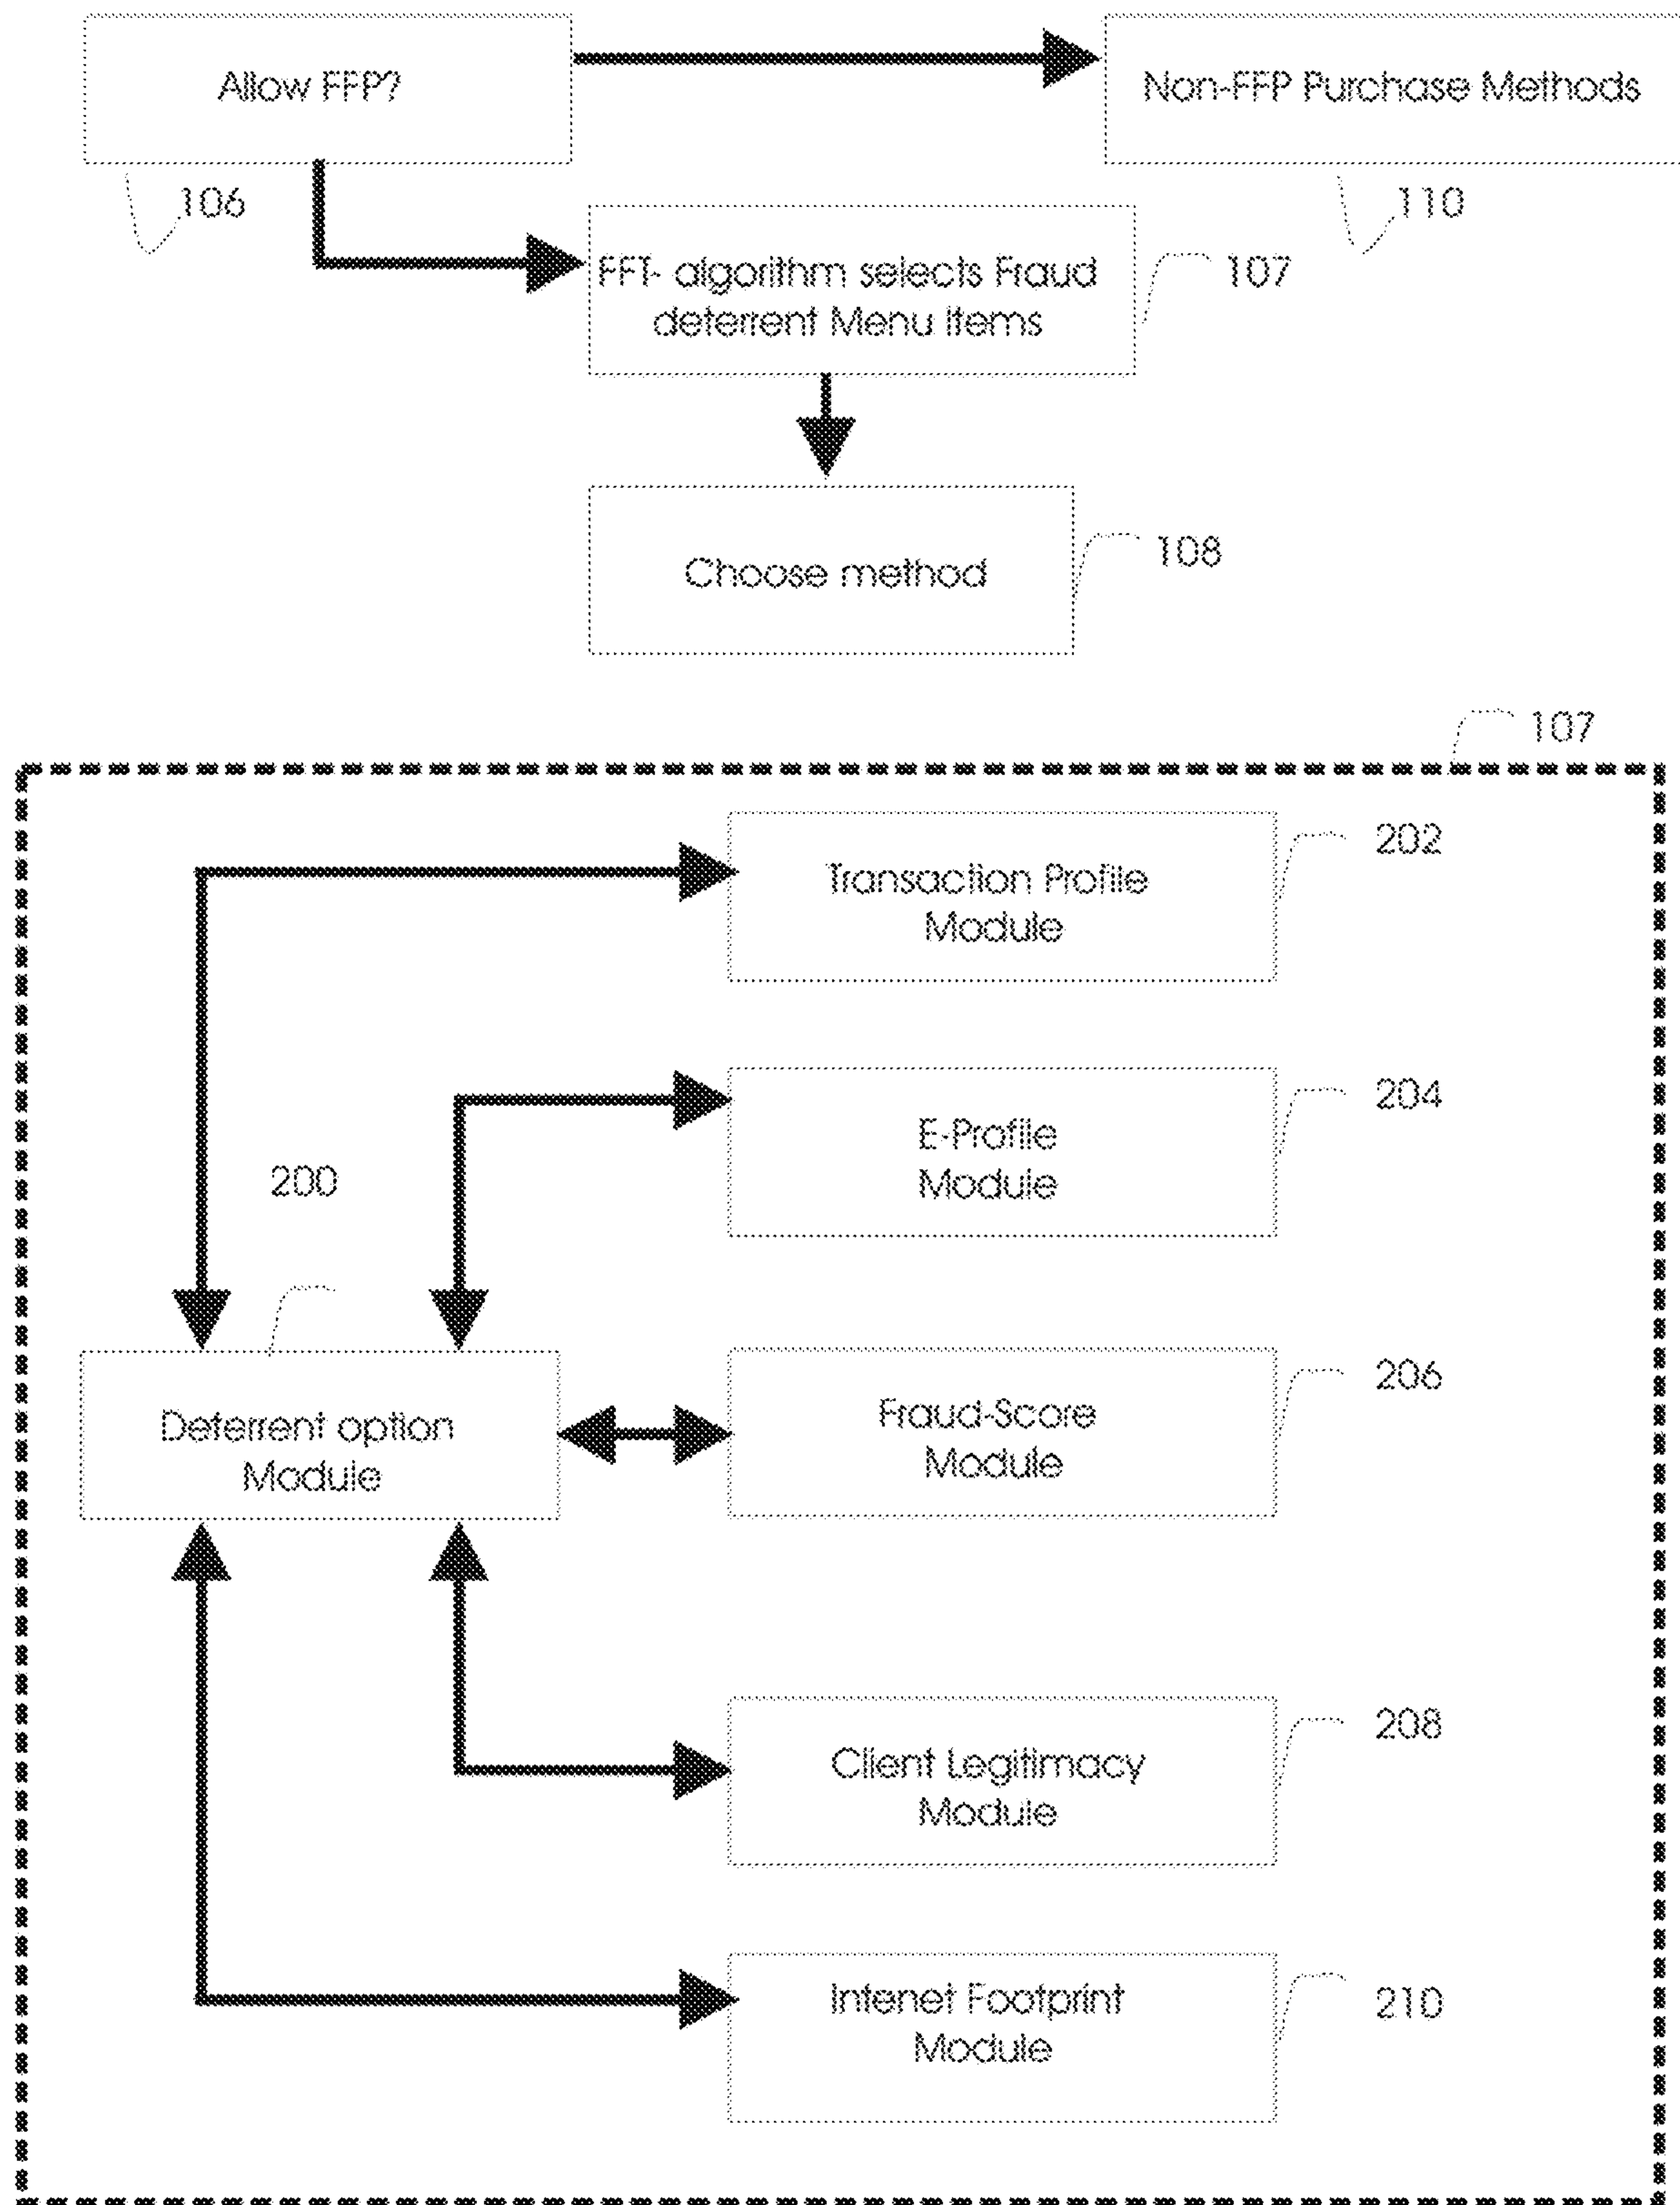 Allow FFP?
Non-FFP Purchase Methods
106
110
FFT- algorithm selects Fraud
deterrent Menu Items
107
Choose method
108
107
Transaction Profile
Module
202
E-Profile
Module
204
200
Deterrent option
Module
Fraud-Score
Module
206
Client Legitimacy
Module
208
Intenet Footprint
Module
210